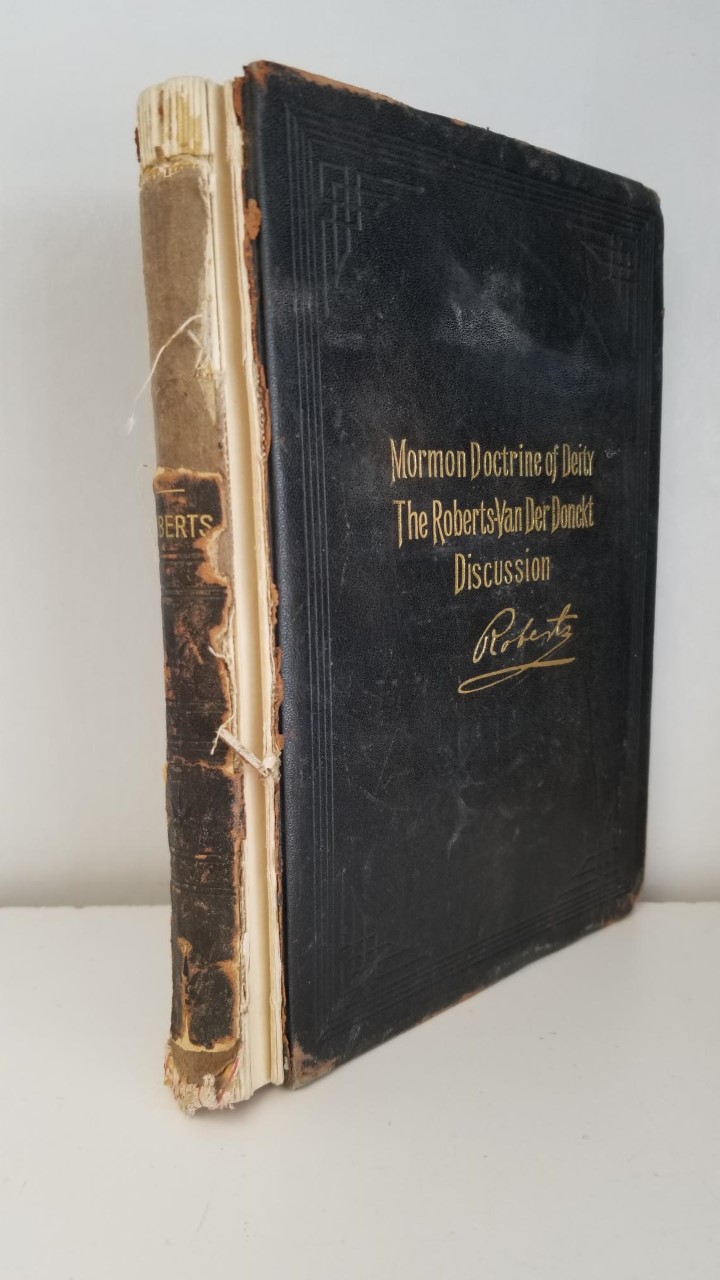 BERTS
Mormon Doctrine of Deity
The Roberts-Van Der Donckt
Discussion
Roberts